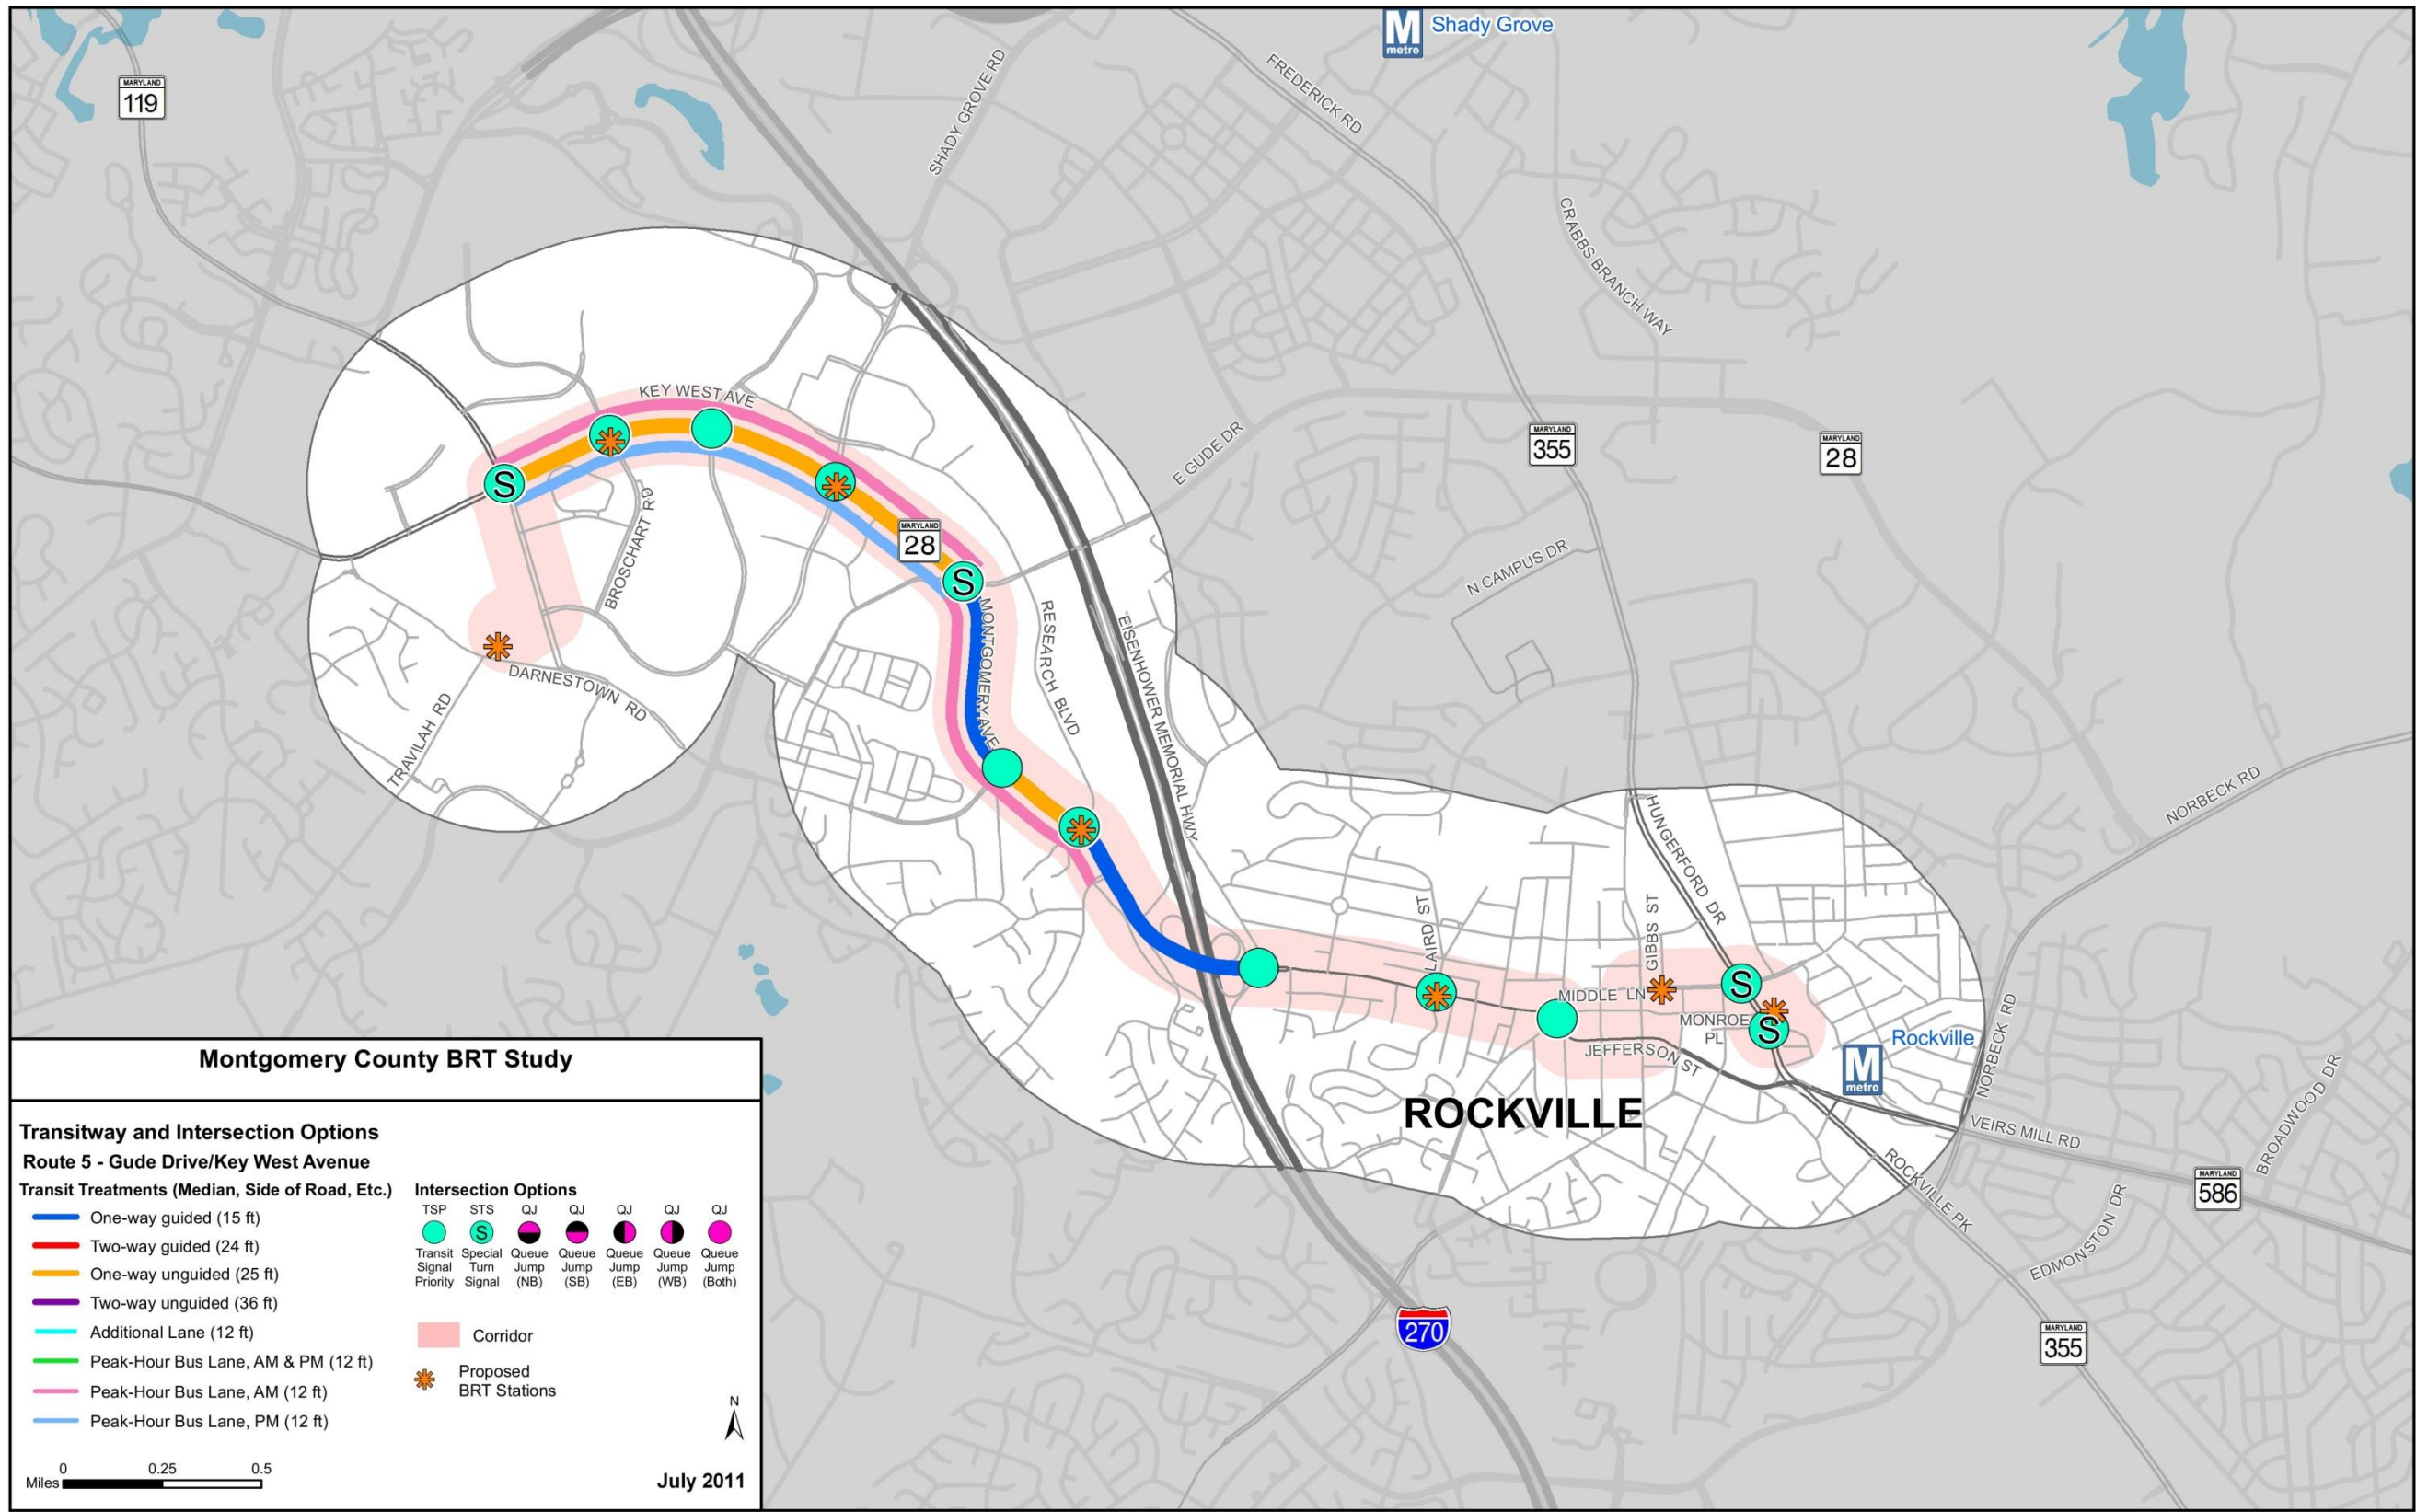 MARYLAND
119
M
metro
Shady Grove
SHADY GROVE RD
FREDERICK RD
CRABBS BRANCH WAY
KEY WEST AVE
E GUDE DR
MARYLAND
355
MARYLAND
28
S
MARYLAND
28
BROSCHART RD
N CAMPUS DR
S
MONTGOMERY AVE
RESEARCH BLVD
EISENHOWER MEMORIAL HWY
DARNESTOWN RD
TRAVILAH RD
HUNGERFORD DR
NORBECK RD
LAIRD ST
GIBBS ST
S
MIDDLE LN
MONROE
PL
S
JEFFERSON ST
M
metro
Rockville
NORBECK RD
ROCKVILLE
VEIRS MILL RD
BROADWOOD DR
ROCKVILLE PK
MARYLAND
586
EDMONSTON DR
270
MARYLAND
355
Montgomery County BRT Study
Transitway and Intersection Options
Route 5 - Gude Drive/Key West Avenue
Transit Treatments (Median, Side of Road, Etc.)
One-way guided (15 ft)
Two-way guided (24 ft)
One-way unguided (25 ft)
Two-way unguided (36 ft)
Additional Lane (12 ft)
Peak-Hour Bus Lane, AM & PM (12 ft)
Peak-Hour Bus Lane, AM (12 ft)
Peak-Hour Bus Lane, PM (12 ft)
Intersection Options
TSP STS QJ QJ QJ QJ QJ
S
Transit Special Queue Queue Queue Queue Queue
Signal Turn Jump Jump Jump Jump Jump
Priority Signal (NB) (SB) (EB) (WB) (Both)
Corridor
Proposed
BRT Stations
N
0 0.25 0.5
Miles
July 2011